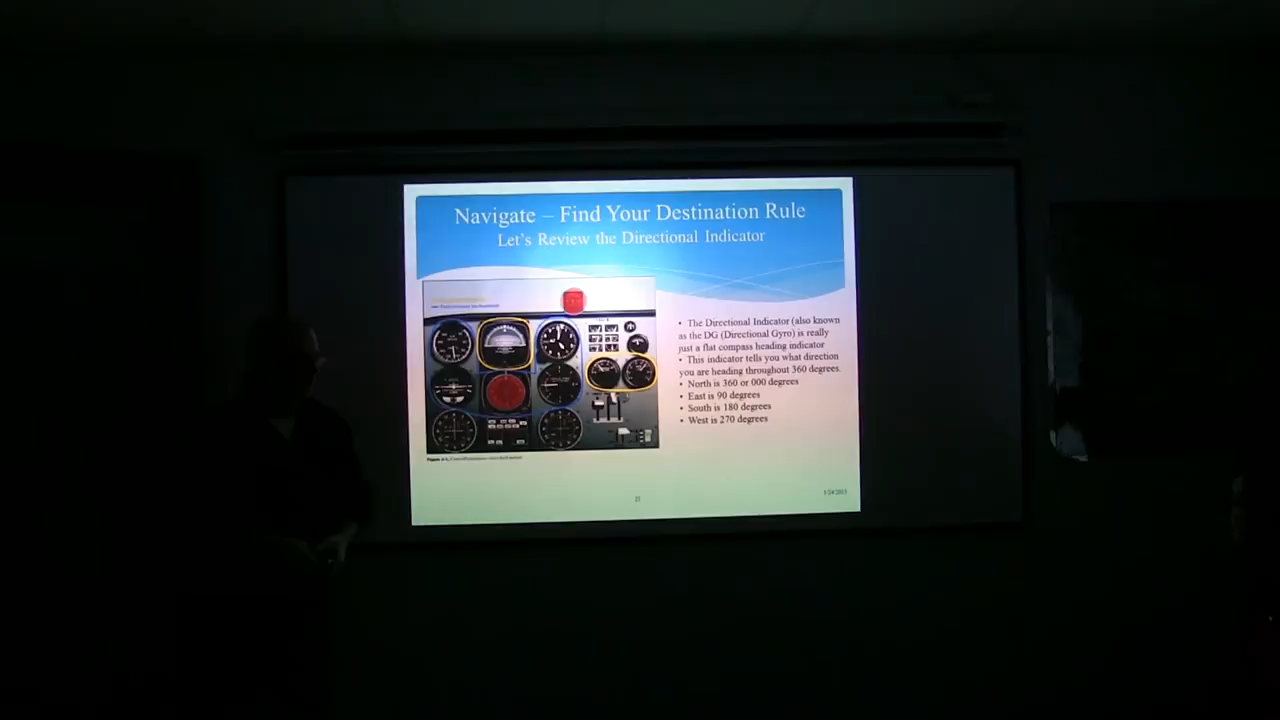 Navigate – Find Your Destination Rule
Let's Review the Directional Indicator
• The Directional Indicator (also known
as the DG (Directional Gyro) is really
just a flat compass heading indicator
• This indicator tells you what direction
you are heading throughout 360 degrees.
• North is 360 or 000 degrees
• East is 90 degrees
• South is 180 degrees
• West is 270 degrees